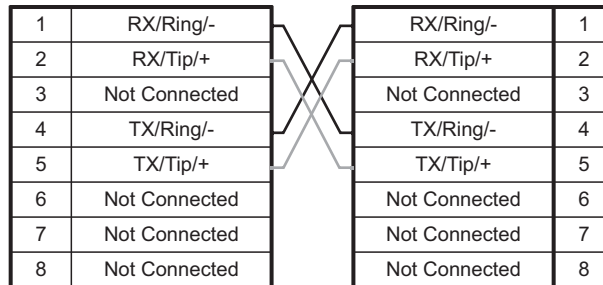 1 RX/Ring/- RX/Ring/- 1
2 RX/Tip/+ RX/Tip/+ 2
3 Not Connected Not Connected 3
4 TX/Ring/- TX/Ring/- 4
5 TX/Tip/+ TX/Tip/+ 5
6 Not Connected Not Connected 6
7 Not Connected Not Connected 7
8 Not Connected Not Connected 8